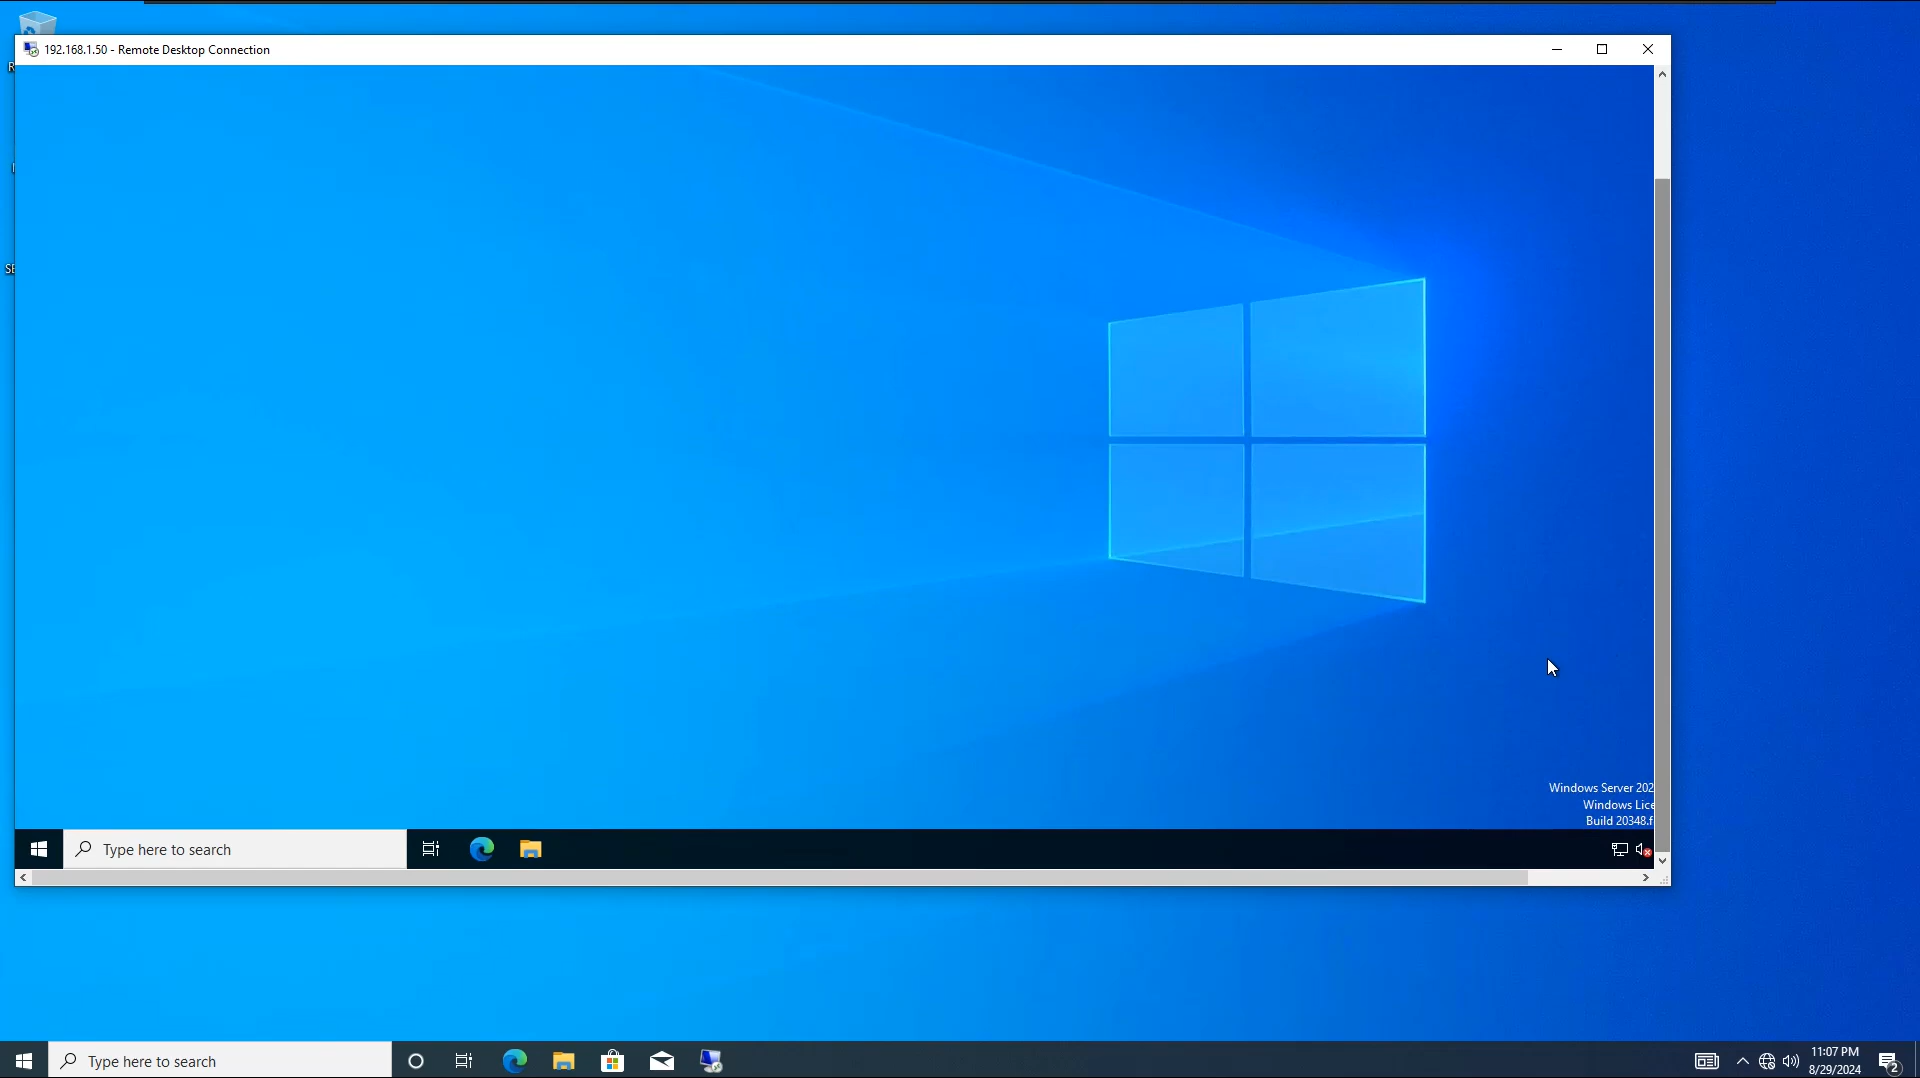 192.168.1.50 - Remote Desktop Connection
Windows Server 202
Windows Lice
Build 20348.f
Type here to search
Type here to search
11:07 PM
8/29/2024
2